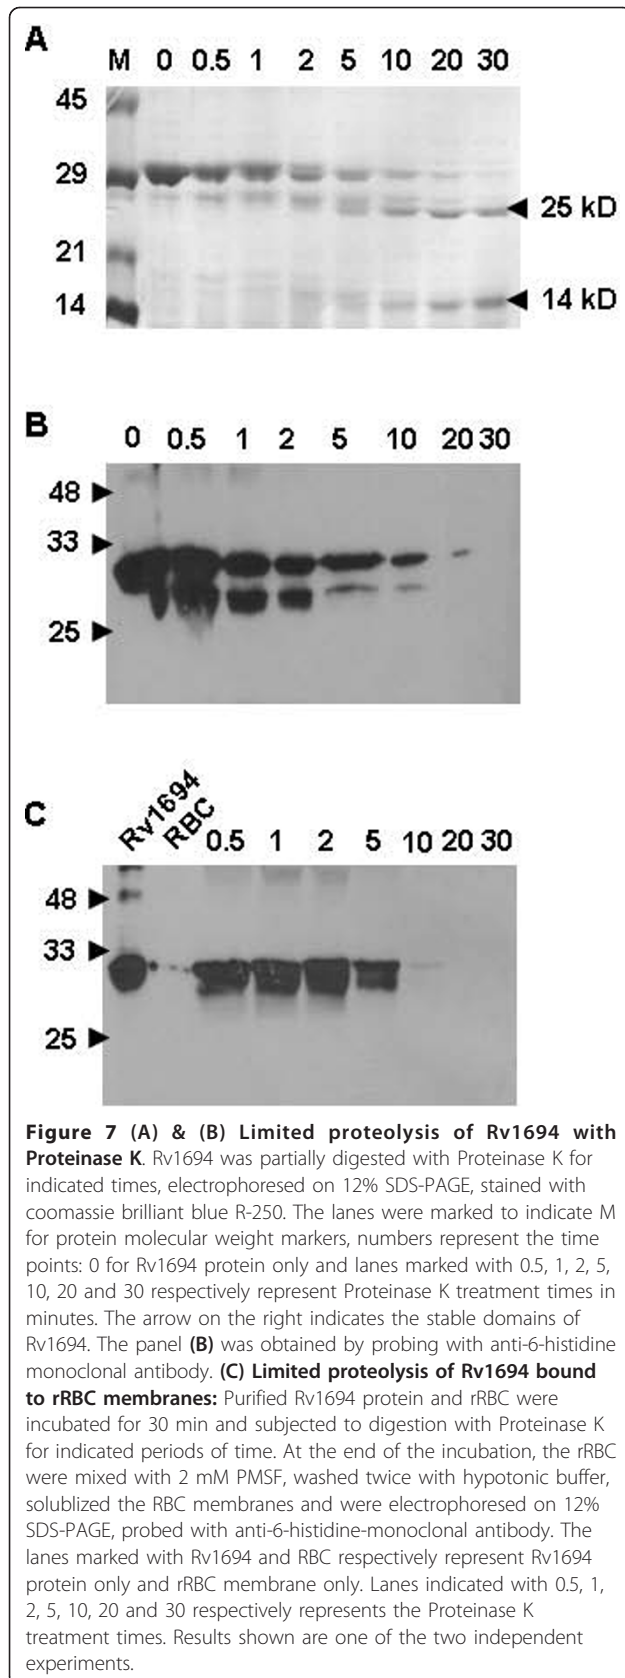 A
M 0 0.5 1 2 5 10 20 30
45
29
25 kD
21
14
14 kD
B
0 0.5 1 2 5 10 20 30
48
33
25
C
Rv1694 RBC 0.5 1 2 5 10 20 30
48
33
25
Figure 7 (A) & (B) Limited proteolysis of Rv1694 with
Proteinase K. Rv1694 was partially digested with Proteinase K for
indicated times, electrophoresed on 12% SDS-PAGE, stained with
coomassie brilliant blue R-250. The lanes were marked to indicate M
for protein molecular weight markers, numbers represent the time
points: 0 for Rv1694 protein only and lanes marked with 0.5, 1, 2, 5,
10, 20 and 30 respectively represent Proteinase K treatment times in
minutes. The arrow on the right indicates the stable domains of
Rv1694. The panel (B) was obtained by probing with anti-6-histidine
monoclonal antibody. (C) Limited proteolysis of Rv1694 bound
to rRBC membranes: Purified Rv1694 protein and rRBC were
incubated for 30 min and subjected to digestion with Proteinase K
for indicated periods of time. At the end of the incubation, the rRBC
were mixed with 2 mM PMSF, washed twice with hypotonic buffer,
solublized the RBC membranes and were electrophoresed on 12%
SDS-PAGE, probed with anti-6-histidine-monoclonal antibody. The
lanes marked with Rv1694 and RBC respectively represent Rv1694
protein only and rRBC membrane only. Lanes indicated with 0.5, 1,
2, 5, 10, 20 and 30 respectively represents the Proteinase K
treatment times. Results shown are one of the two independent
experiments.